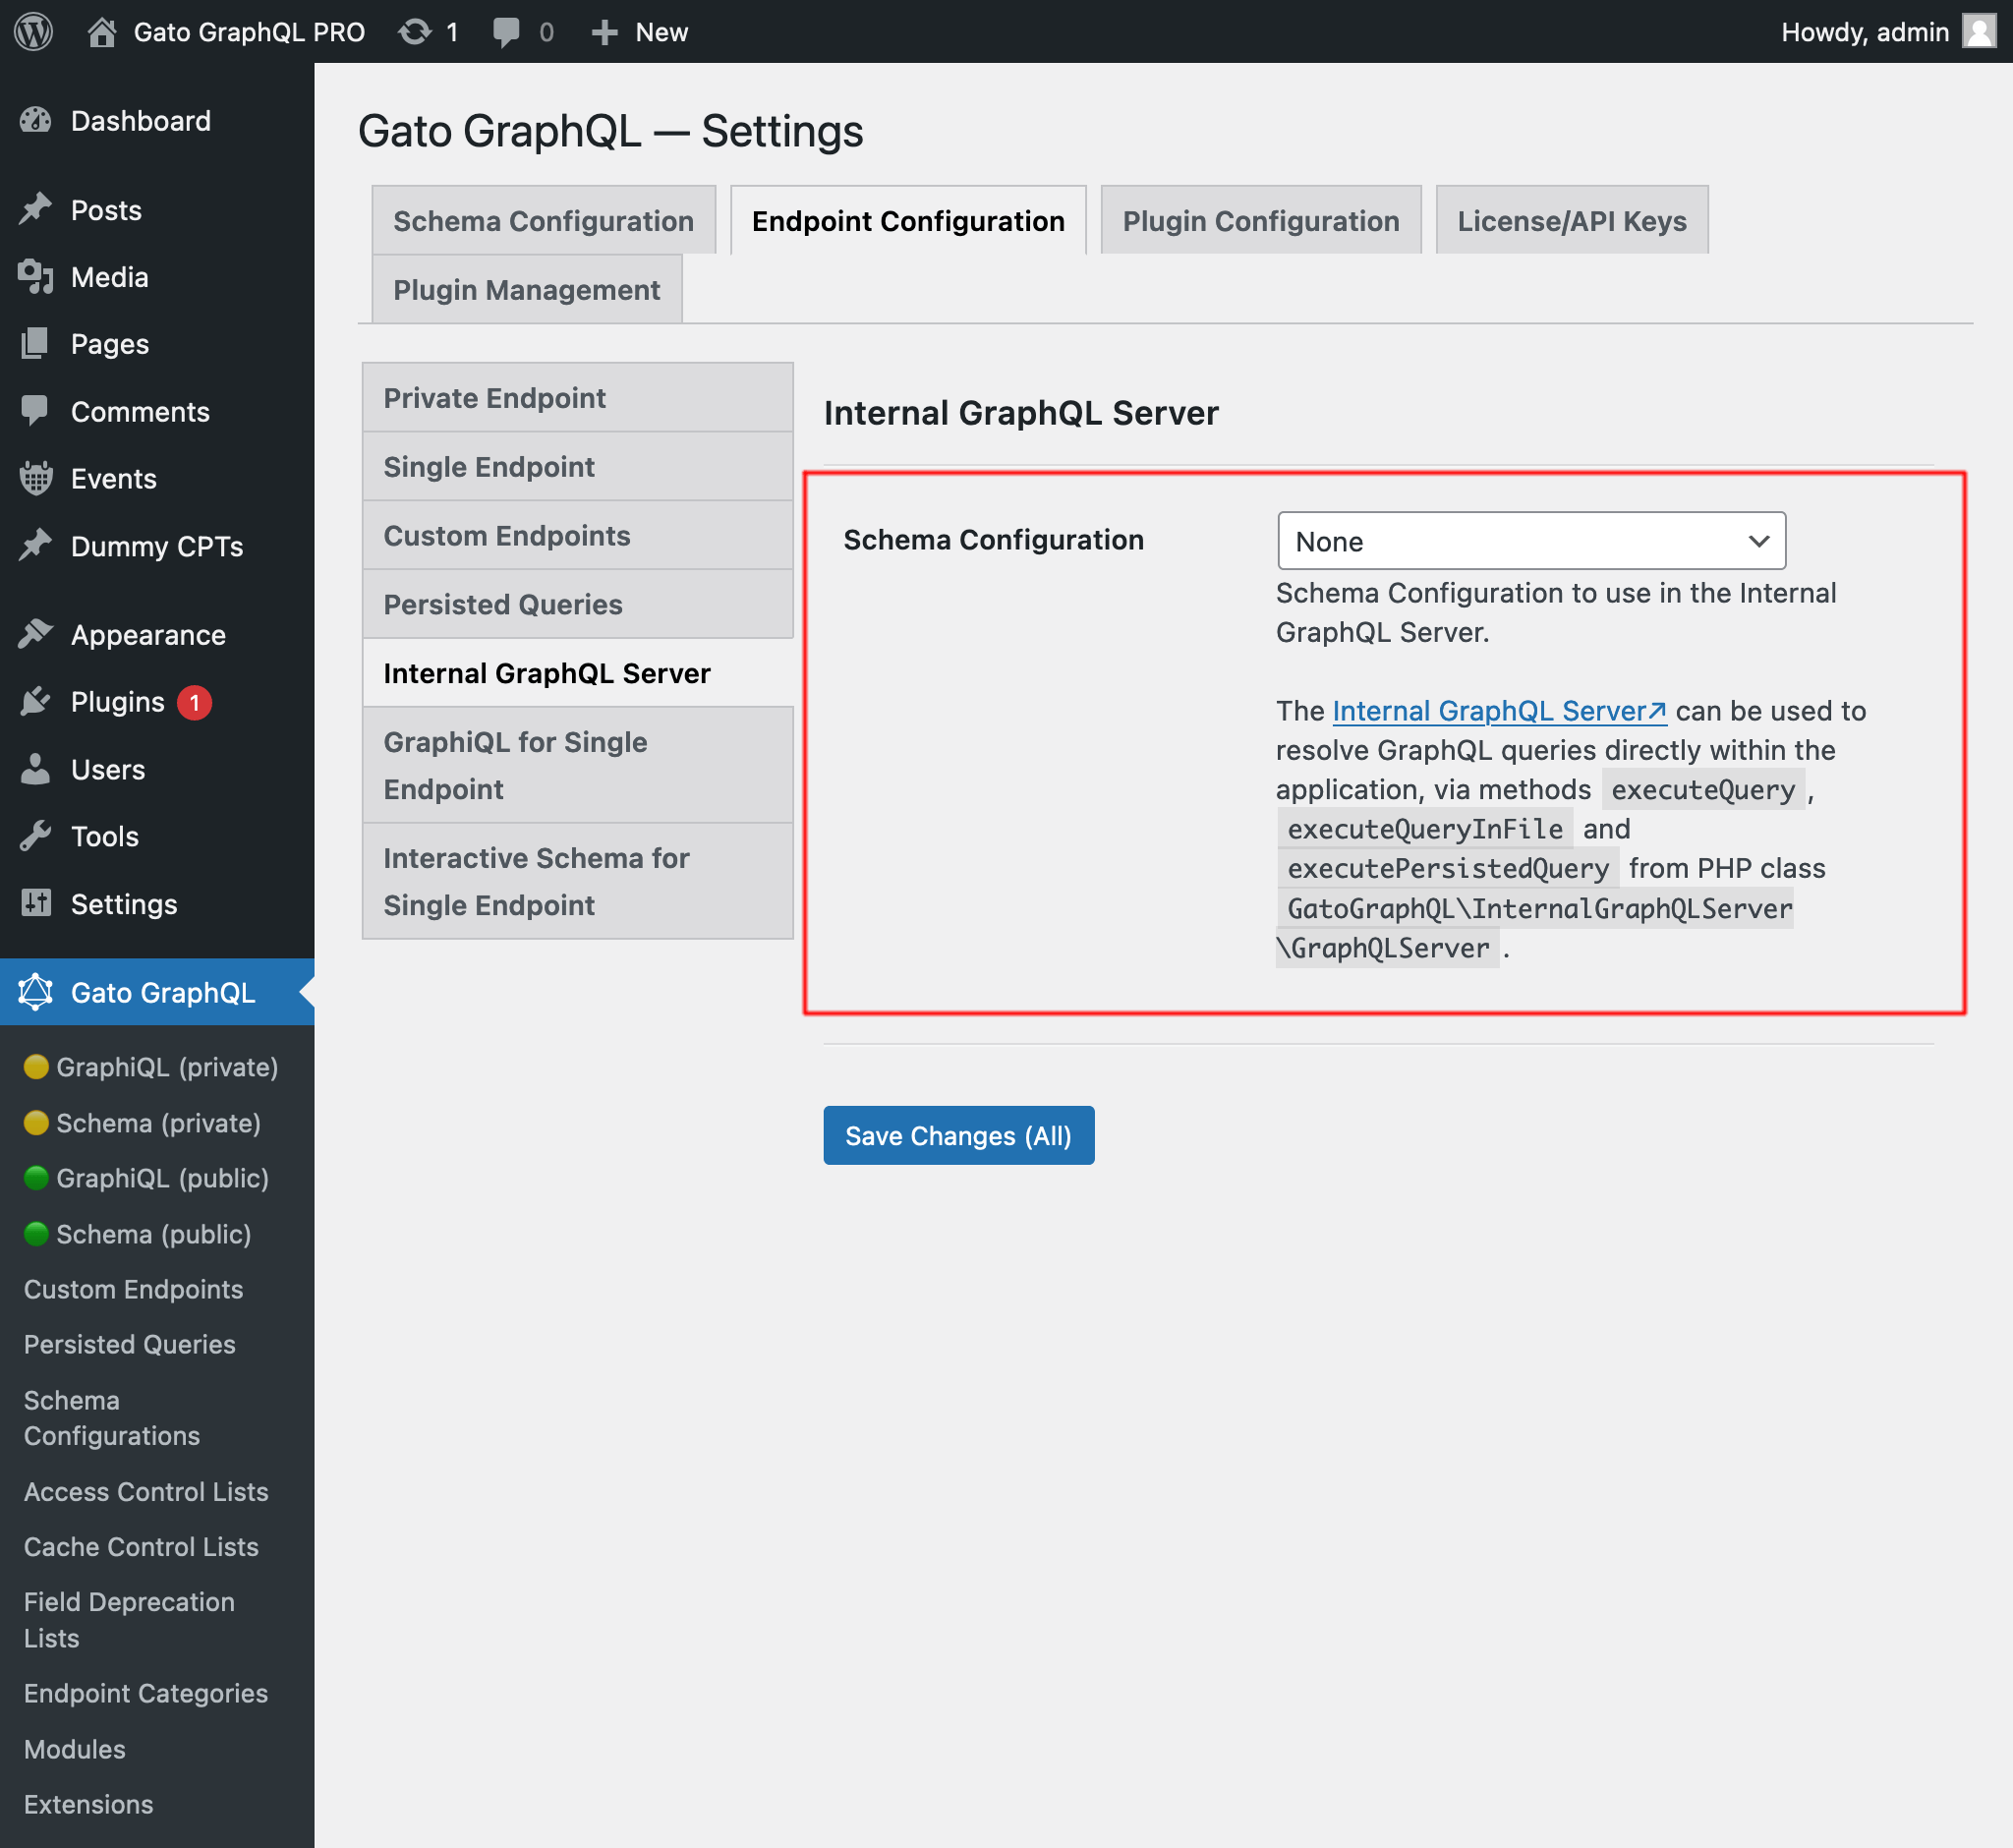 Gato GraphQL PRO 1 0 New Howdy, admin
Dashboard
Posts
Media
Pages
Comments
Events
Dummy CPTs
Appearance
Plugins 1
Users
Tools
Settings
Gato GraphQL
GraphiQL (private)
Schema (private)
GraphiQL (public)
Schema (public)
Custom Endpoints
Persisted Queries
Schema
Configurations
Access Control Lists
Cache Control Lists
Field Deprecation
Lists
Endpoint Categories
Modules
Extensions
Gato GraphQL — Settings
Schema Configuration Endpoint Configuration Plugin Configuration License/API Keys
Plugin Management
Private Endpoint
Single Endpoint
Custom Endpoints
Persisted Queries
Internal GraphQL Server
GraphiQL for Single
Endpoint
Interactive Schema for
Single Endpoint
Internal GraphQL Server
Schema Configuration None
Schema Configuration to use in the Internal
GraphQL Server.
The Internal GraphQL Server↗ can be used to
resolve GraphQL queries directly within the
application, via methods executeQuery ,
executeQueryInFile and
executePersistedQuery from PHP class
GatoGraphQL\InternalGraphQLServer
\GraphQLServer .
Save Changes (All)